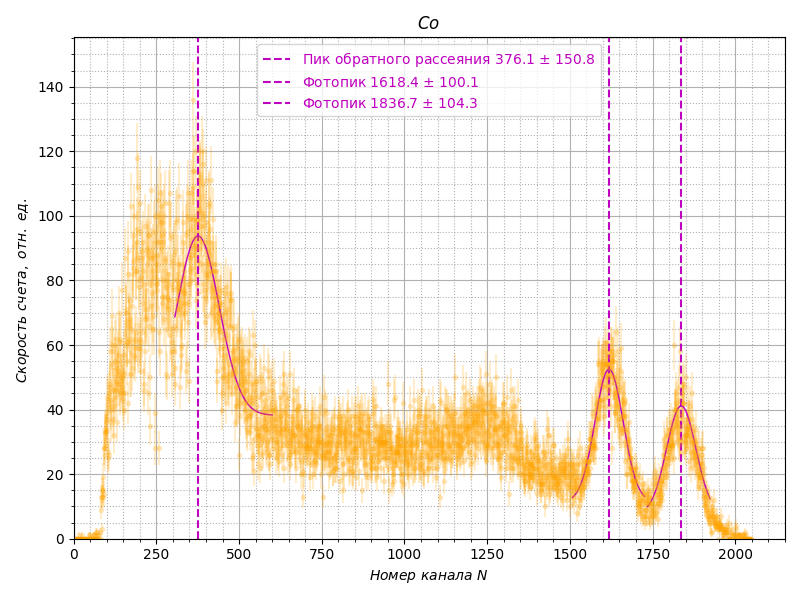 Co
Пик обратного рассеяния 376.1 ± 150.8
Фотопик 1618.4 ± 100.1
Фотопик 1836.7 ± 104.3
Скорость счета, отн. ед.
140
120
100
80
60
40
20
0
0 250 500 750 1000 1250 1500 1750 2000
Номер канала N